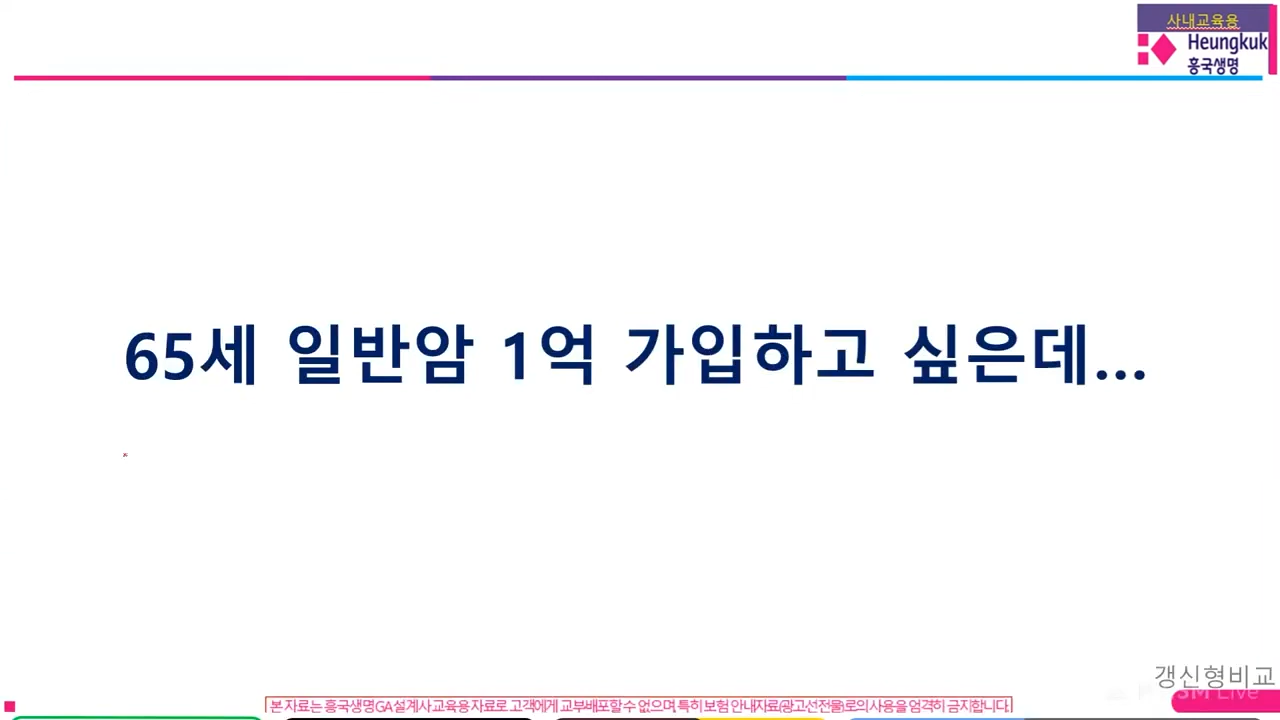 사내교육용
Heungkuk
흥국생명
65세 일반암 1억 가입하고 싶은데...
갱신형비교
SM Live
본 자료는 흥국생명 GA설계사 교육용 자료로 고객에게 교부배포할 수 없으며, 특히 보험 안내자료(광고선전물)로의 사용을 엄격히 금지합니다.